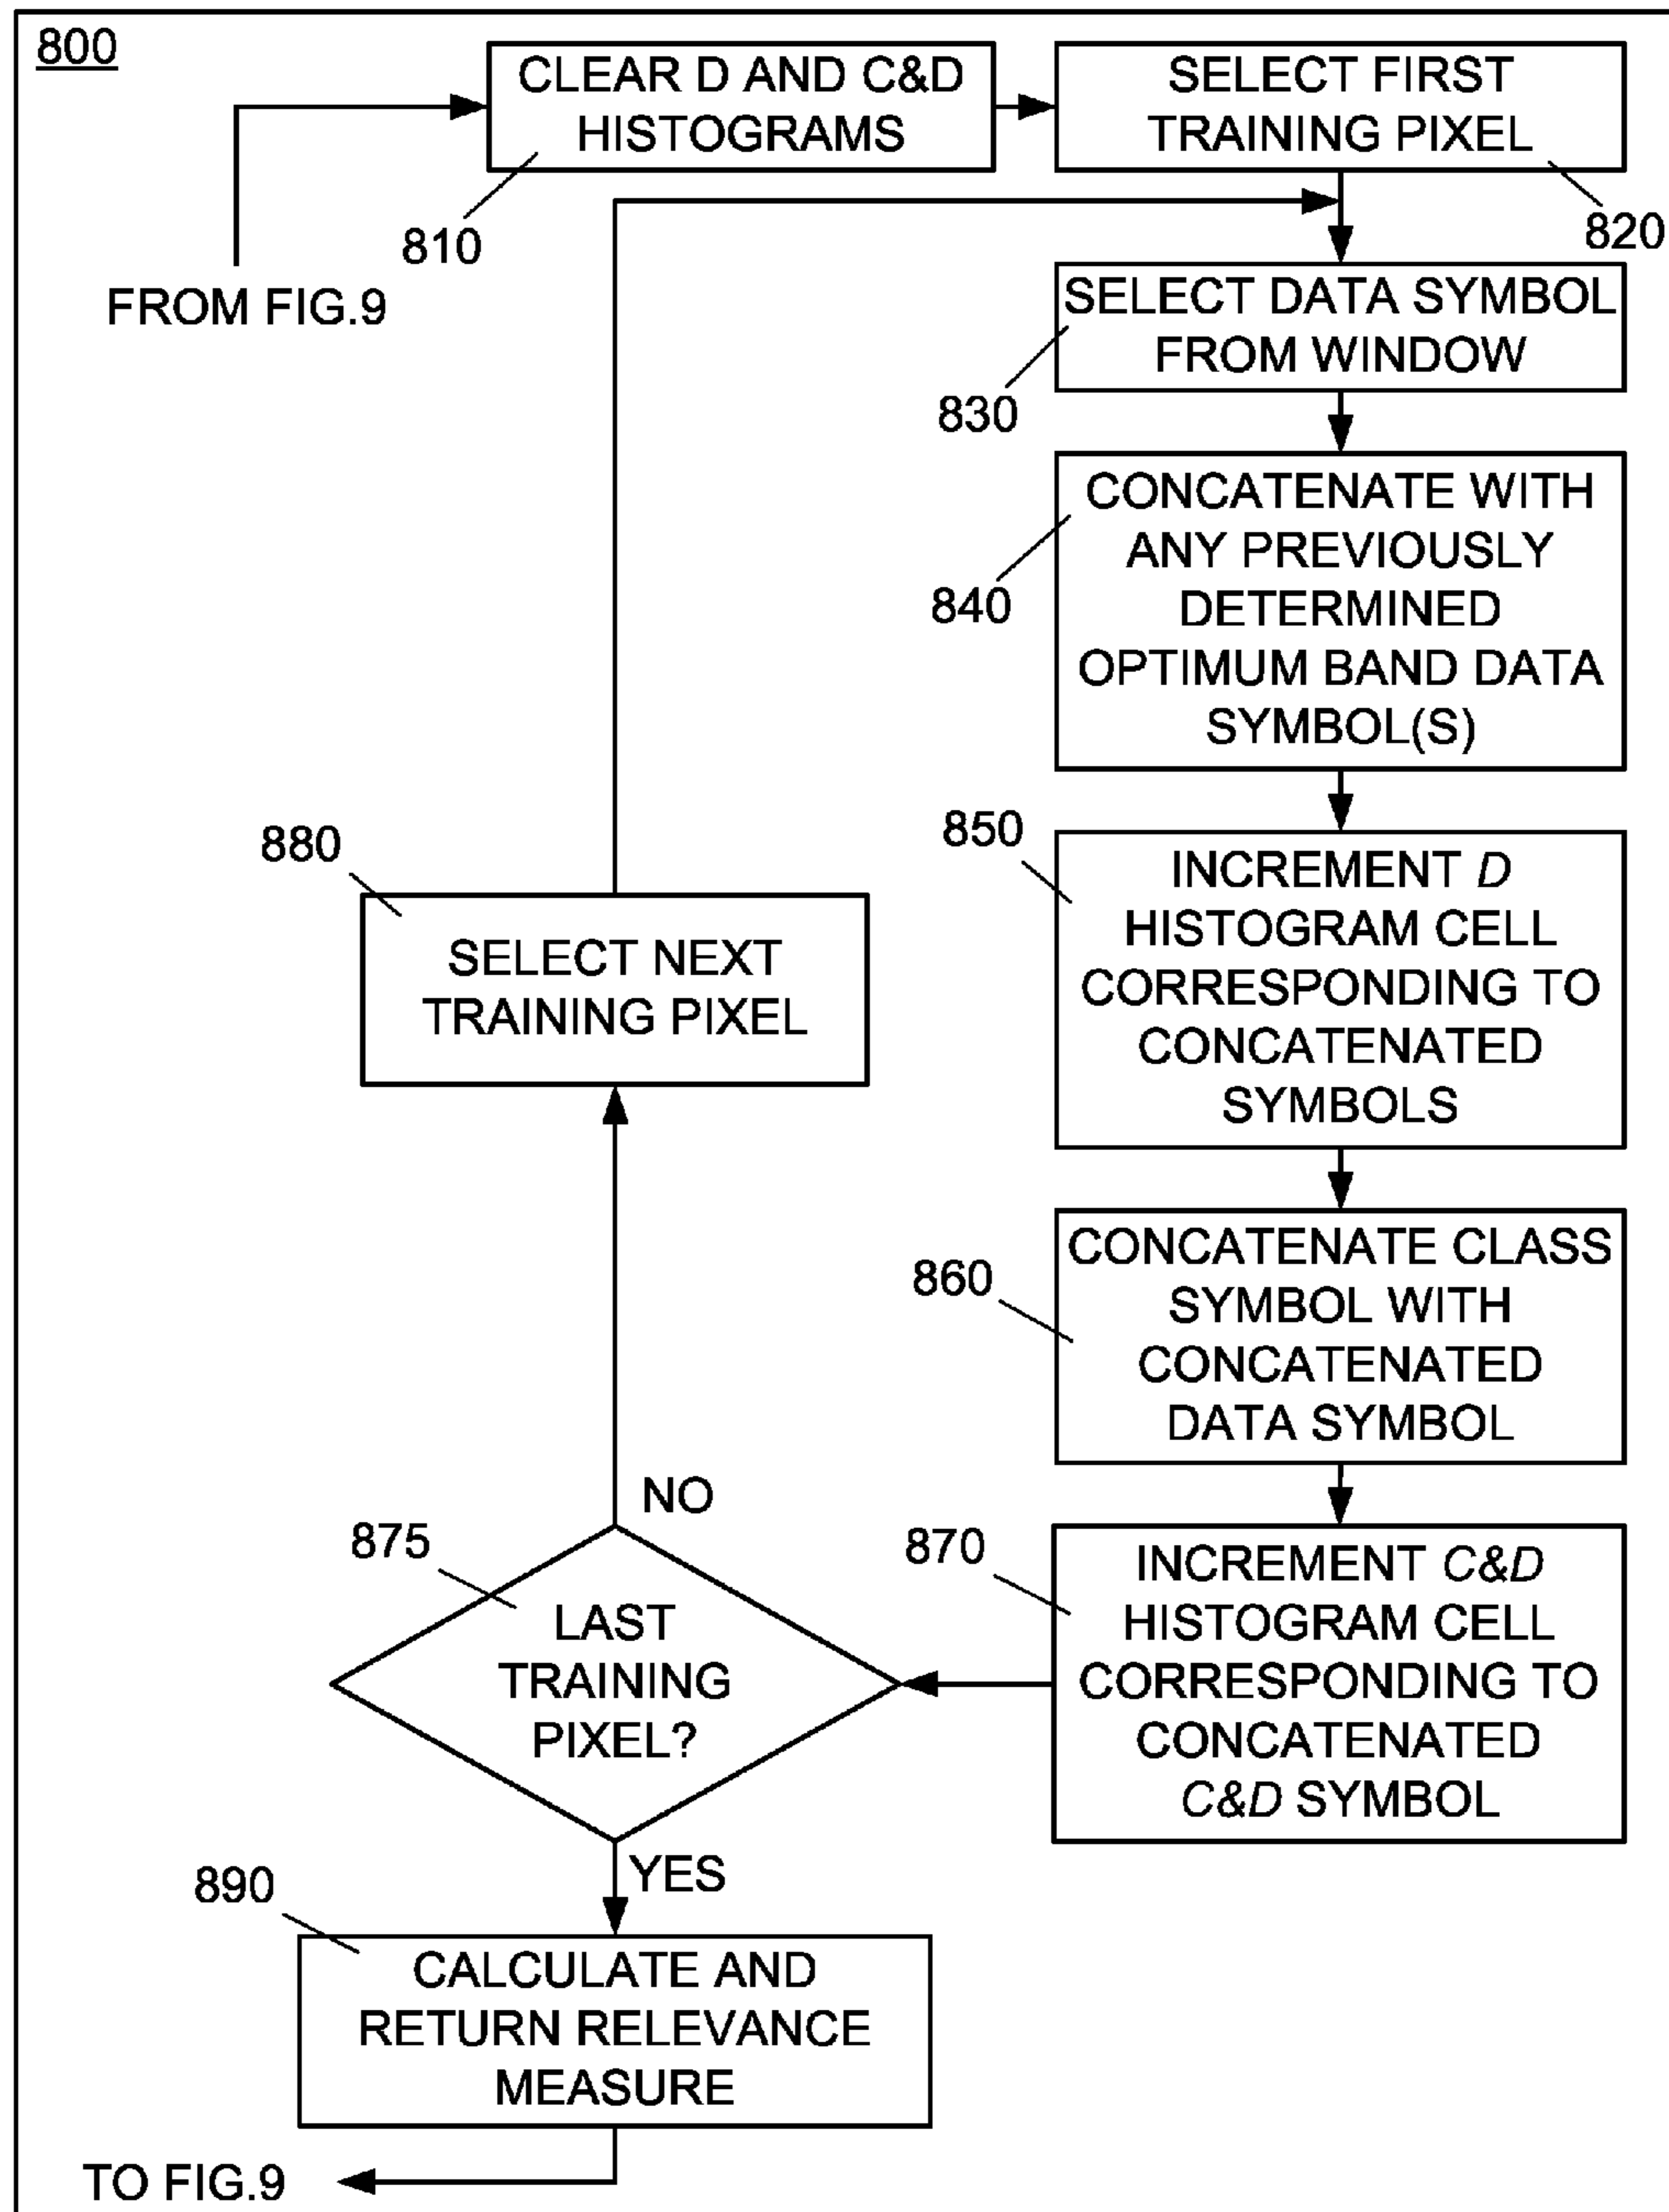 800
CLEAR D AND C&D
HISTOGRAMS
810
SELECT FIRST
TRAINING PIXEL
820
FROM FIG.9
SELECT DATA SYMBOL
FROM WINDOW
830
CONCATENATE WITH
ANY PREVIOUSLY
DETERMINED
OPTIMUM BAND DATA
SYMBOL(S)
840
850
INCREMENT D
HISTOGRAM CELL
CORRESPONDING TO
CONCATENATED
SYMBOLS
880
SELECT NEXT
TRAINING PIXEL
860
CONCATENATE CLASS
SYMBOL WITH
CONCATENATED
DATA SYMBOL
NO
875
LAST
TRAINING
PIXEL?
870
INCREMENT C&D
HISTOGRAM CELL
CORRESPONDING TO
CONCATENATED
C&D SYMBOL
YES
890
CALCULATE AND
RETURN RELEVANCE
MEASURE
TO FIG.9